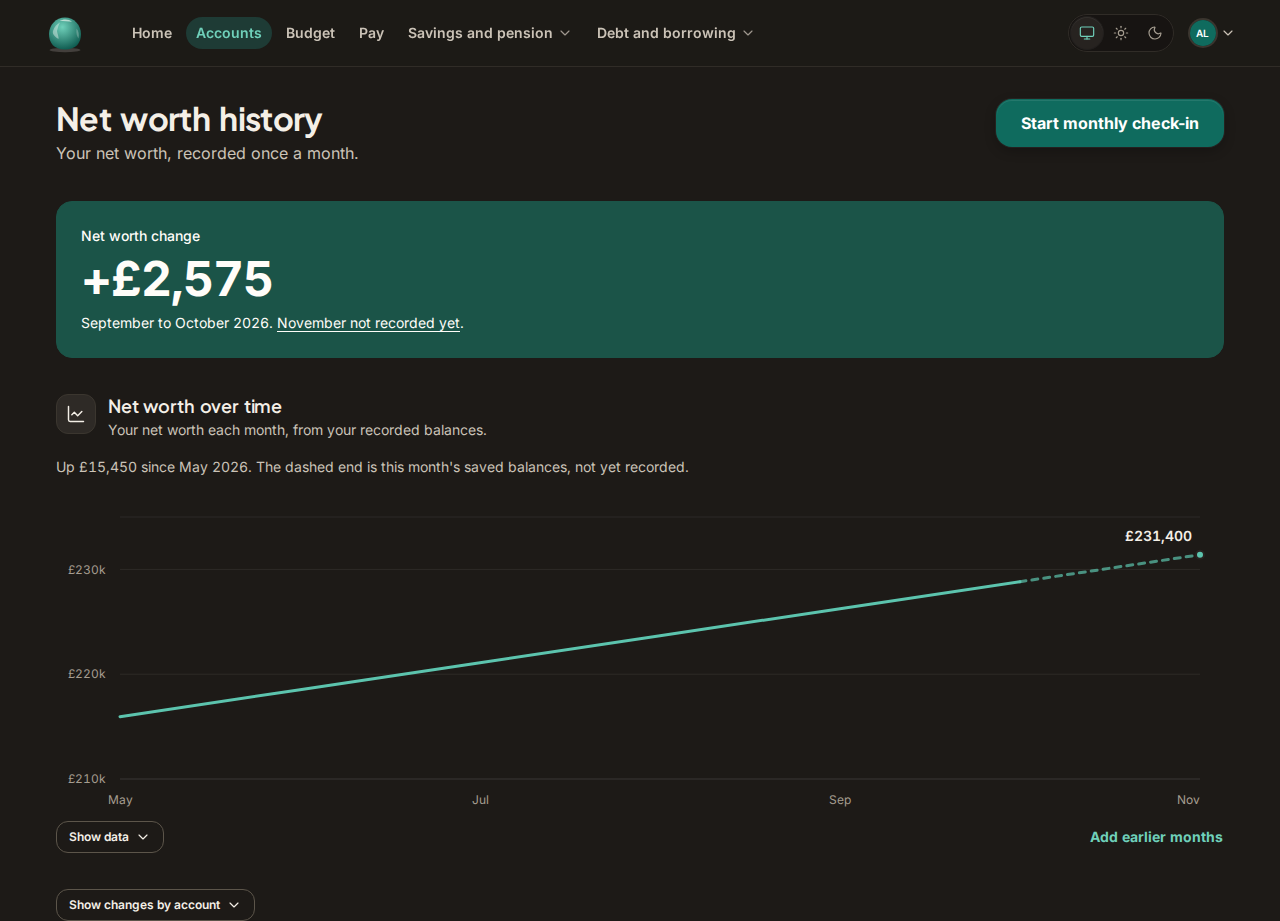 Home Accounts Budget Pay Savings and pension Debt and borrowing AL
Net worth history
Start monthly check-in
Your net worth, recorded once a month.
Net worth change
+£2,575
September to October 2026. November not recorded yet.
Net worth over time
Your net worth each month, from your recorded balances.
Up £15,450 since May 2026. The dashed end is this month's saved balances, not yet recorded.
£231,400
£230k
£220k
£210k
May Jul Sep Nov
Show data Add earlier months
Show changes by account